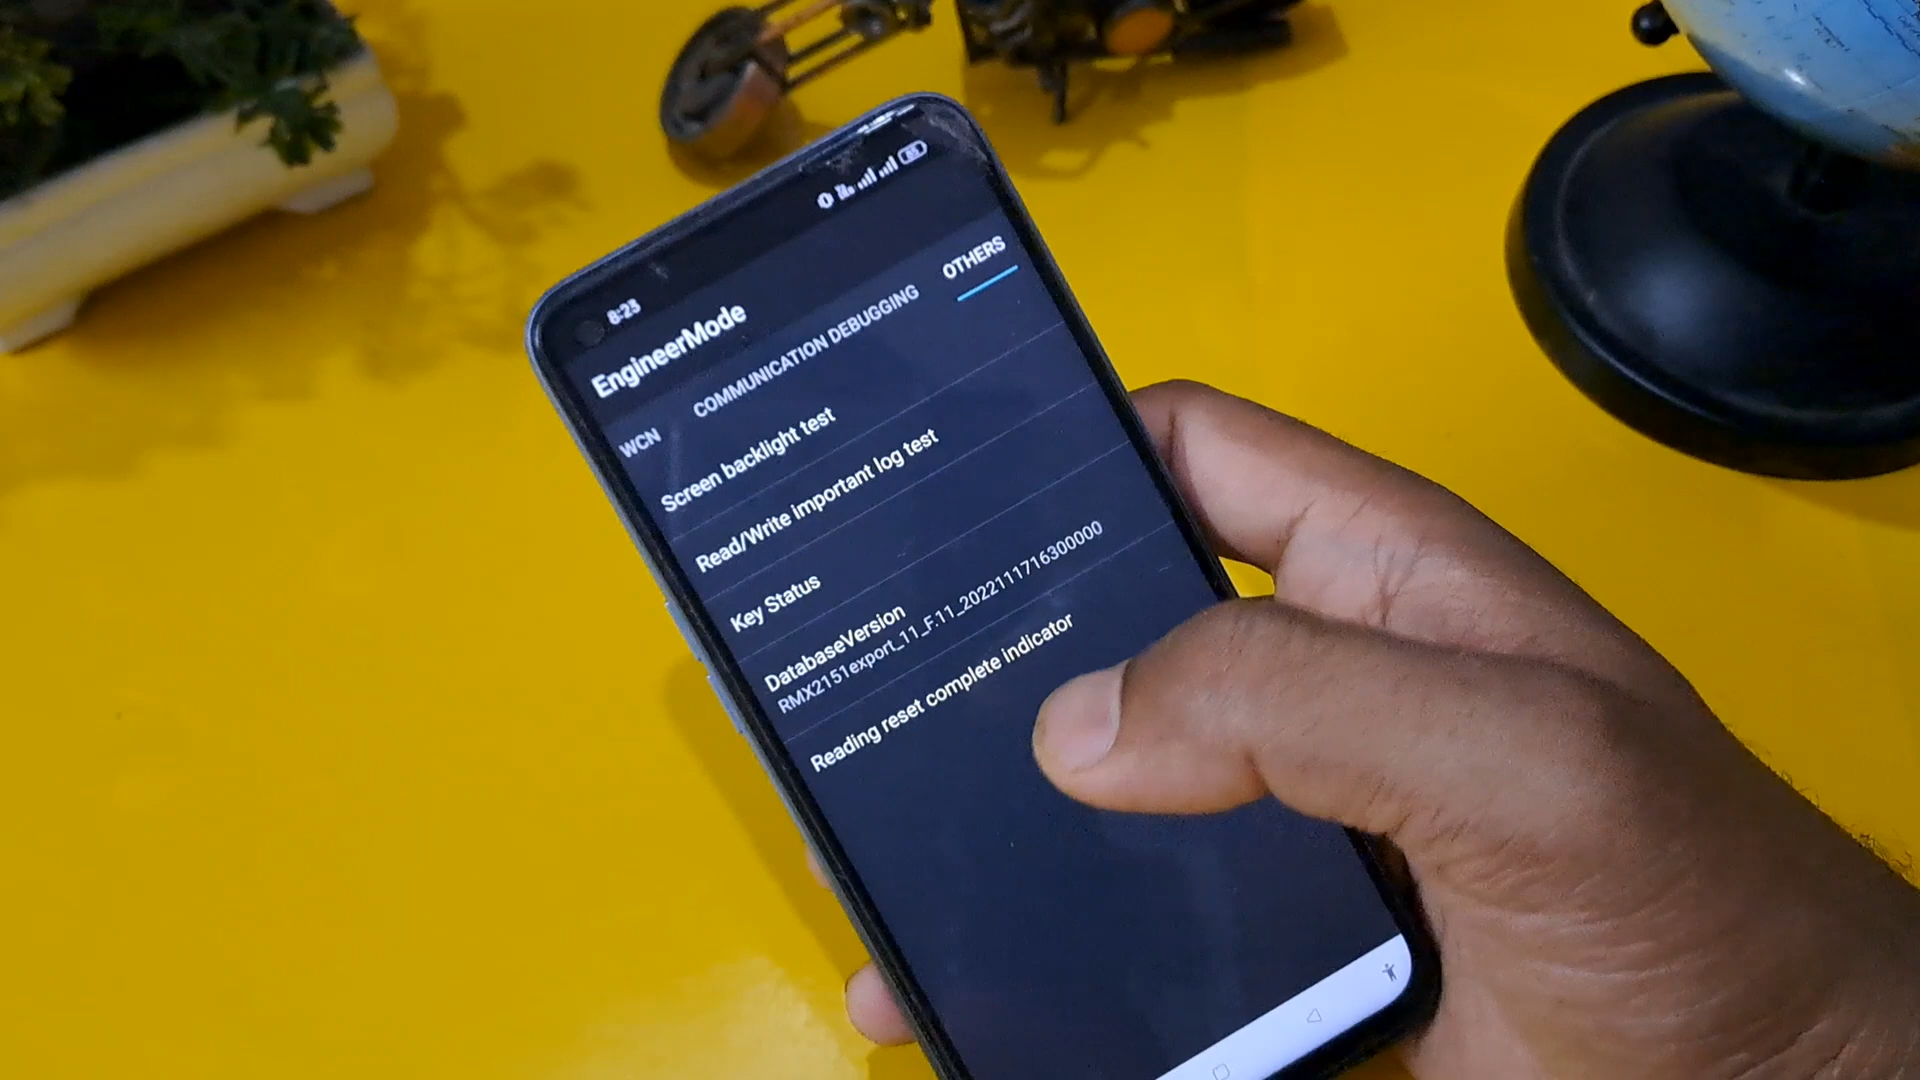 8:23
EngineerMode
WCN COMMUNICATION DEBUGGING OTHERS
Screen backlight test
Read/Write important log test
Key Status
DatabaseVersion
RMX2151export_11_F.11_2022111716300000
Reading reset complete indicator